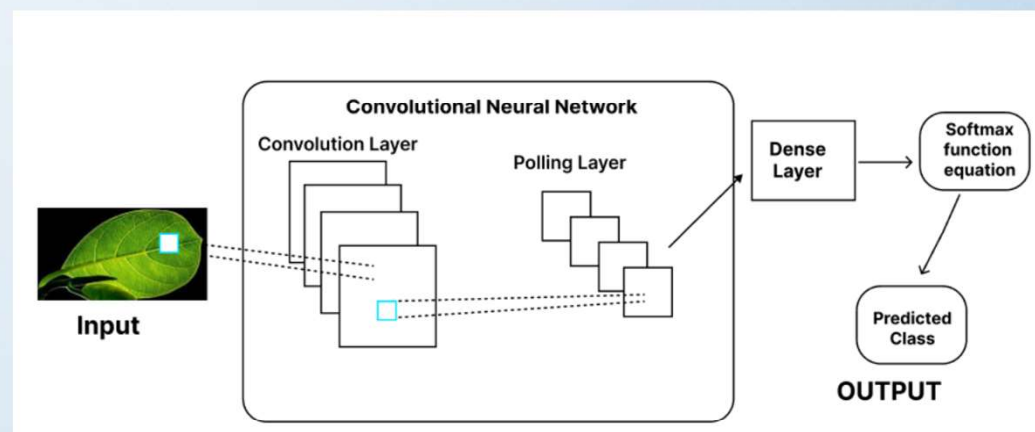 Convolutional Neural Network
Convolution Layer
Polling Layer
Dense
Layer
Softmax
function
equation
Input
Predicted
Class
OUTPUT